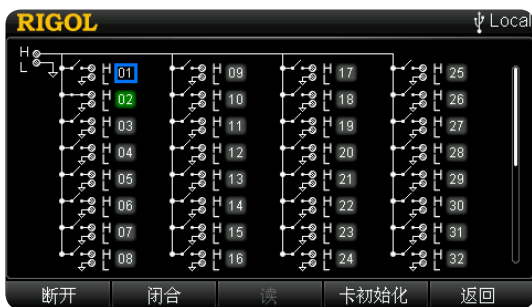 RIGOL Local
H
L
H 01 H 09 H 17 H 25
L L L L
H 02 H 10 H 18 H 26
L L L L
H 03 H 11 H 19 H 27
L L L L
H 04 H 12 H 20 H 28
L L L L
H 05 H 13 H 21 H 29
L L L L
H 06 H 14 H 22 H 30
L L L L
H 07 H 15 H 23 H 31
L L L L
H 08 H 16 H 24 H 32
L L L L
断开 闭合 读 卡初始化 返回